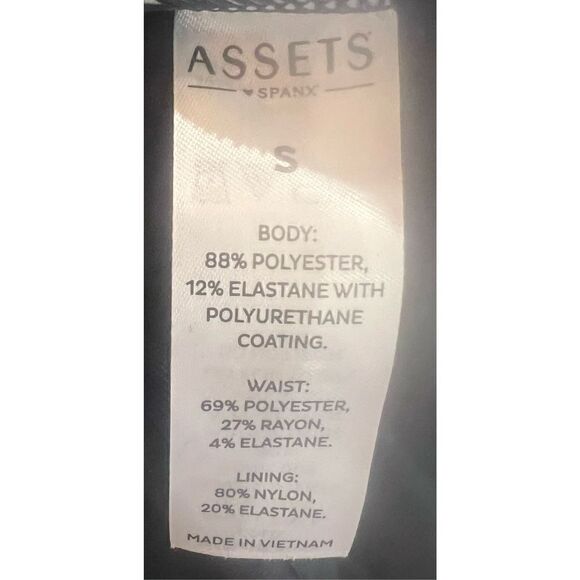 ASSETS
SPANX
S
BODY:
88% POLYESTER,
12% ELASTANE WITH
POLYURETHANE
COATING.
WAIST:
69% POLYESTER,
27% RAYON,
4% ELASTANE.
LINING:
80% NYLON,
20% ELASTANE.
MADE IN VIETNAM